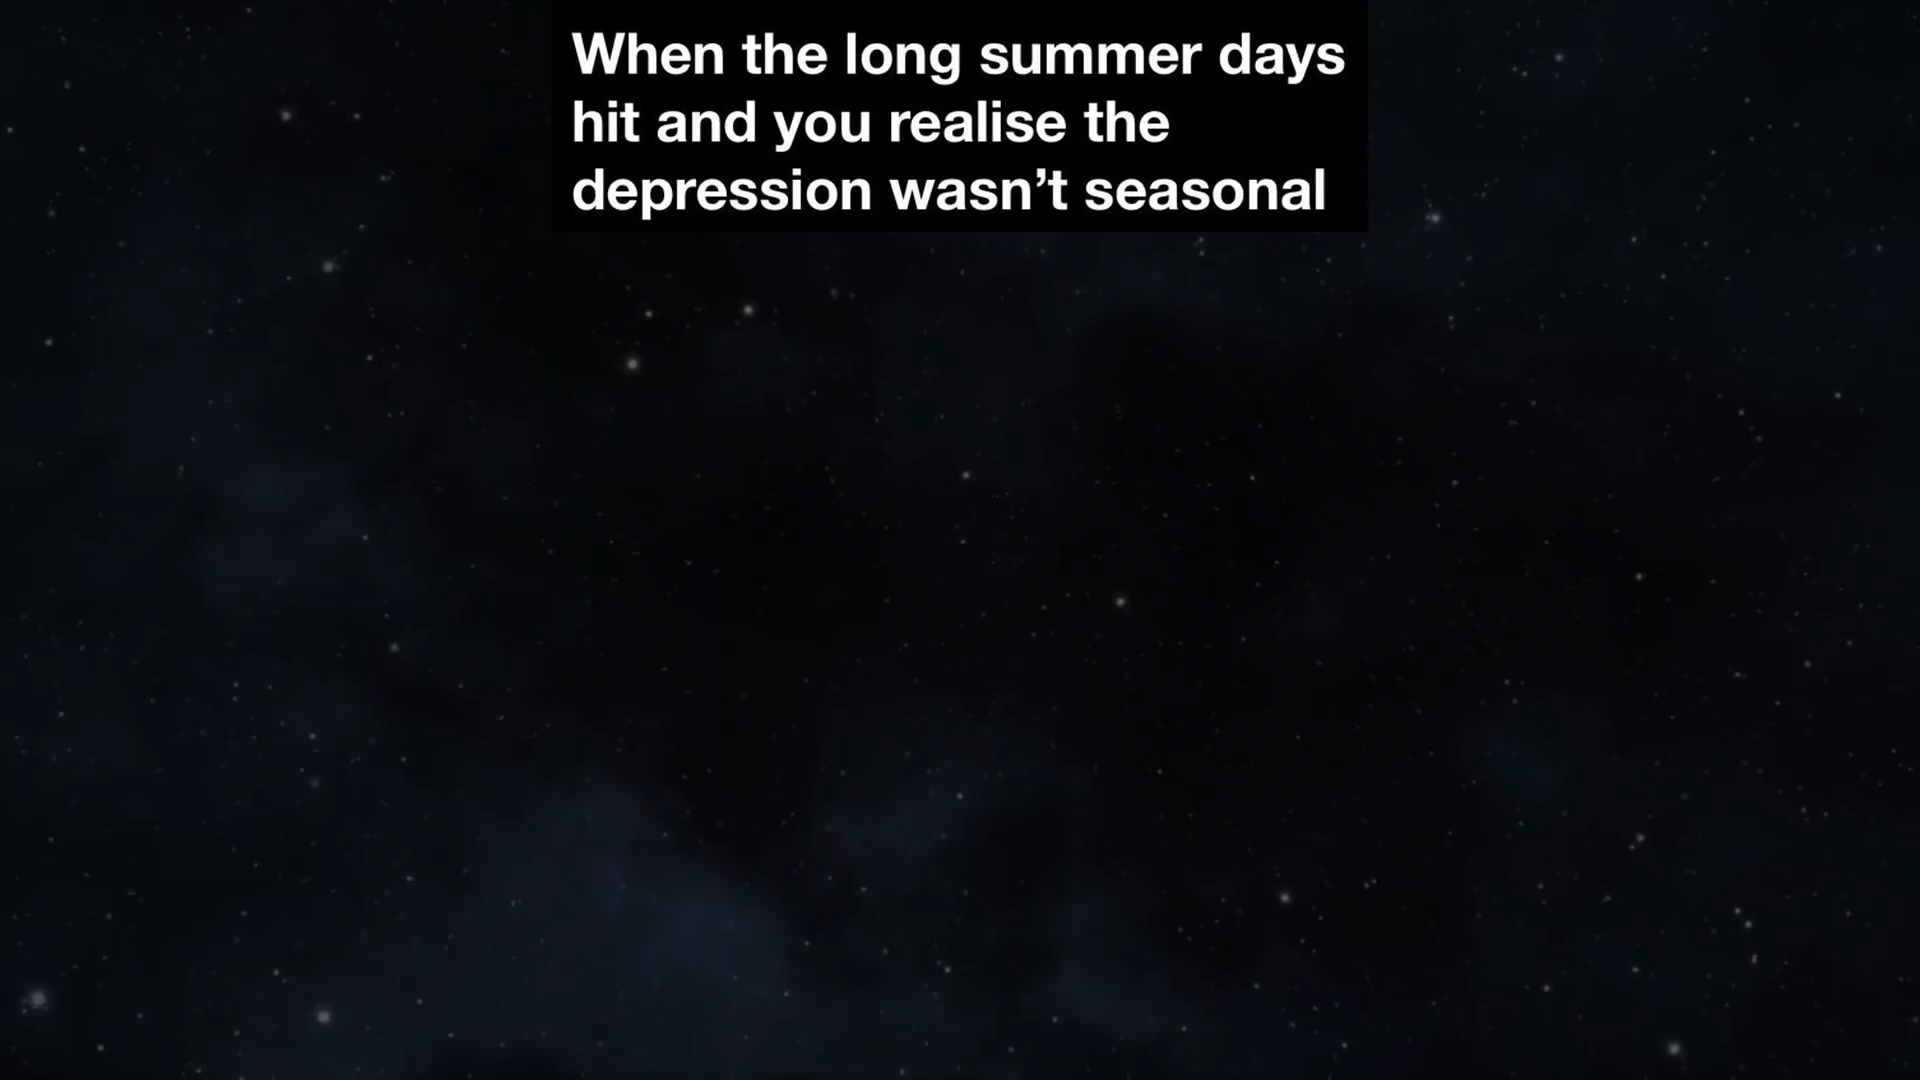 When the long summer days
hit and you realise the
depression wasn’t seasonal